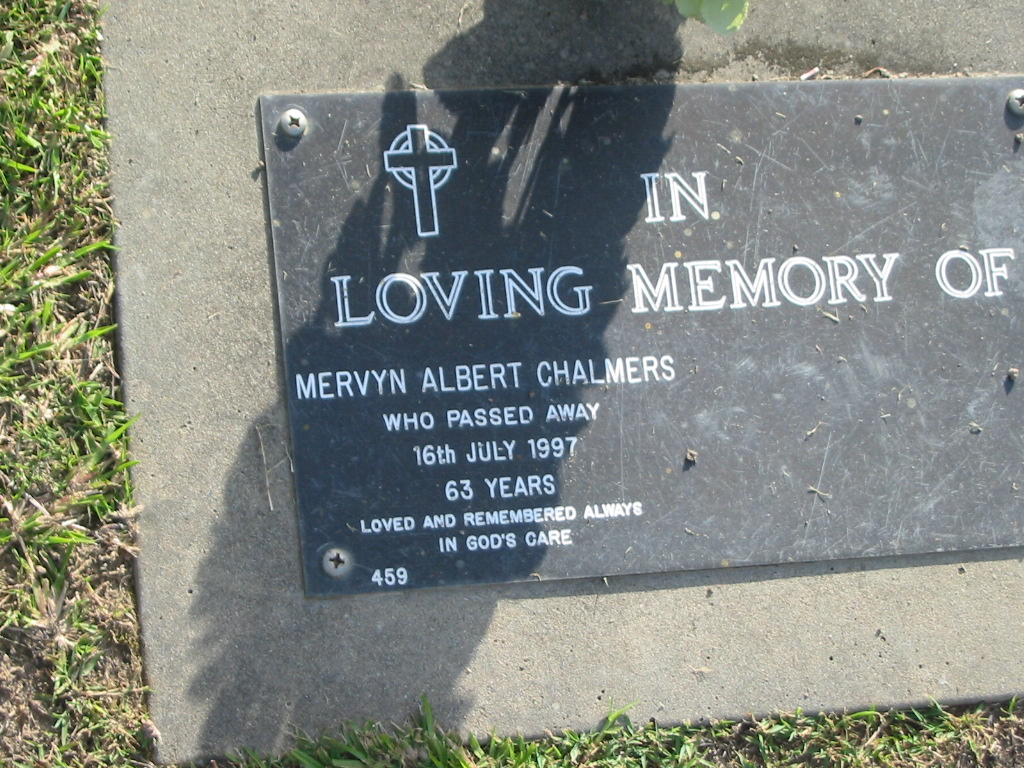 IN
LOVING MEMORY OF
MERVYN ALBERT CHALMERS
WHO PASSED AWAY
16th JULY 1997
63 YEARS
LOVED AND REMEMBERED ALWAYS
IN GOD'S CARE
459